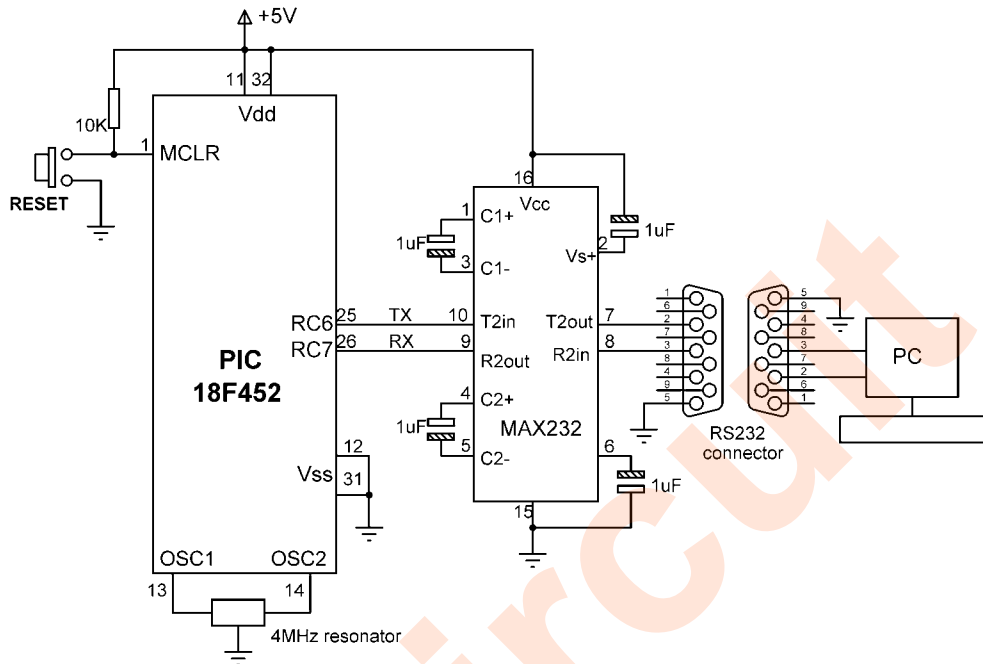 +5V
11 32
Vdd
10K
1
MCLR
RESET
16
Vcc
1
C1+
1uF
1uF
2
Vs+
3
C1-
RC6
25
TX
10
T2in
T2out
7
RC7
26
RX
9
R2out
R2in
8
PIC
18F452
4
C2+
1uF
MAX232
5
C2-
6
1uF
12
Vss
31
15
OSC1
OSC2
13
14
4MHz resonator
1
6
2
7
3
8
4
9
5
5
9
4
8
3
7
2
6
1
RS232
connector
PC
ircuit